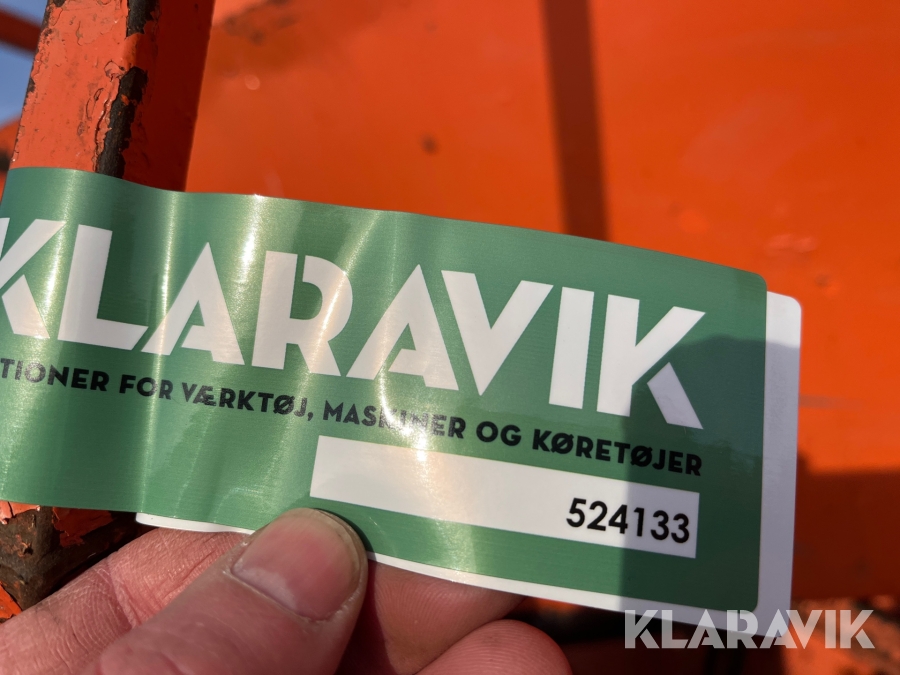 KLARAVIK
TIONER FOR VÆRKTØJ, MASKINER OG KØRETØJER
524133
KLARAVIK